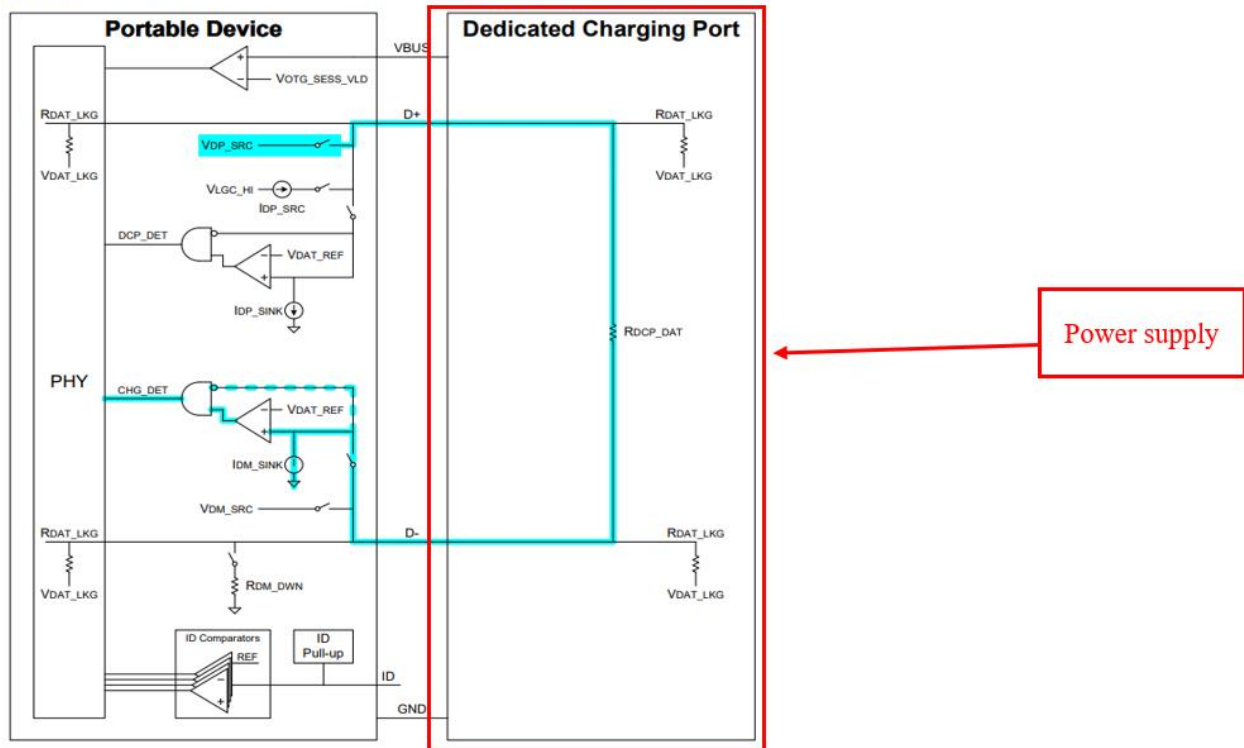 Portable Device
Dedicated Charging Port
VBUS
VOTG_SESS_VLD
RDAT_LKG
D+
RDAT_LKG
VDP_SRC
VDAT_LKG
VDAT_LKG
VLGC_HI
IDP_SRC
DCP_DET
VDAT_REF
IDP_SINK
RDCP_DAT
Power supply
PHY
CHG_DET
VDAT_REF
IDM_SINK
VDM_SRC
RDAT_LKG
D-
RDAT_LKG
RDM_DWN
VDAT_LKG
VDAT_LKG
ID Comparators
REF
ID
Pull-up
ID
GND